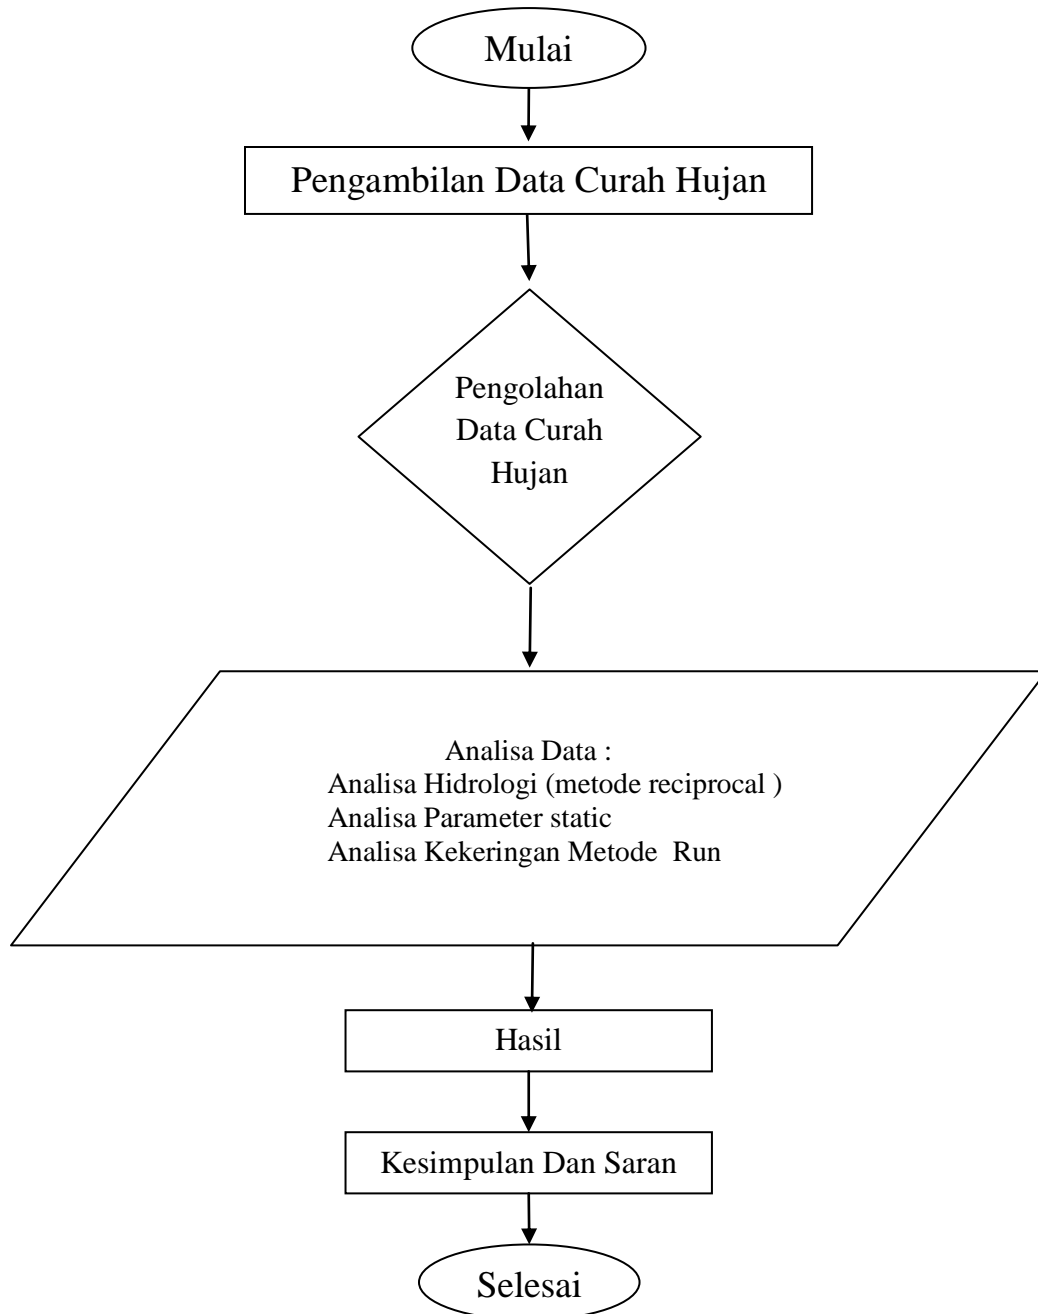 Mulai
Pengambilan Data Curah Hujan
Pengolahan
Data Curah
Hujan
Analisa Data :
Analisa Hidrologi (metode reciprocal )
Analisa Parameter static
Analisa Kekeringan Metode  Run
Hasil
Kesimpulan Dan Saran
Selesai